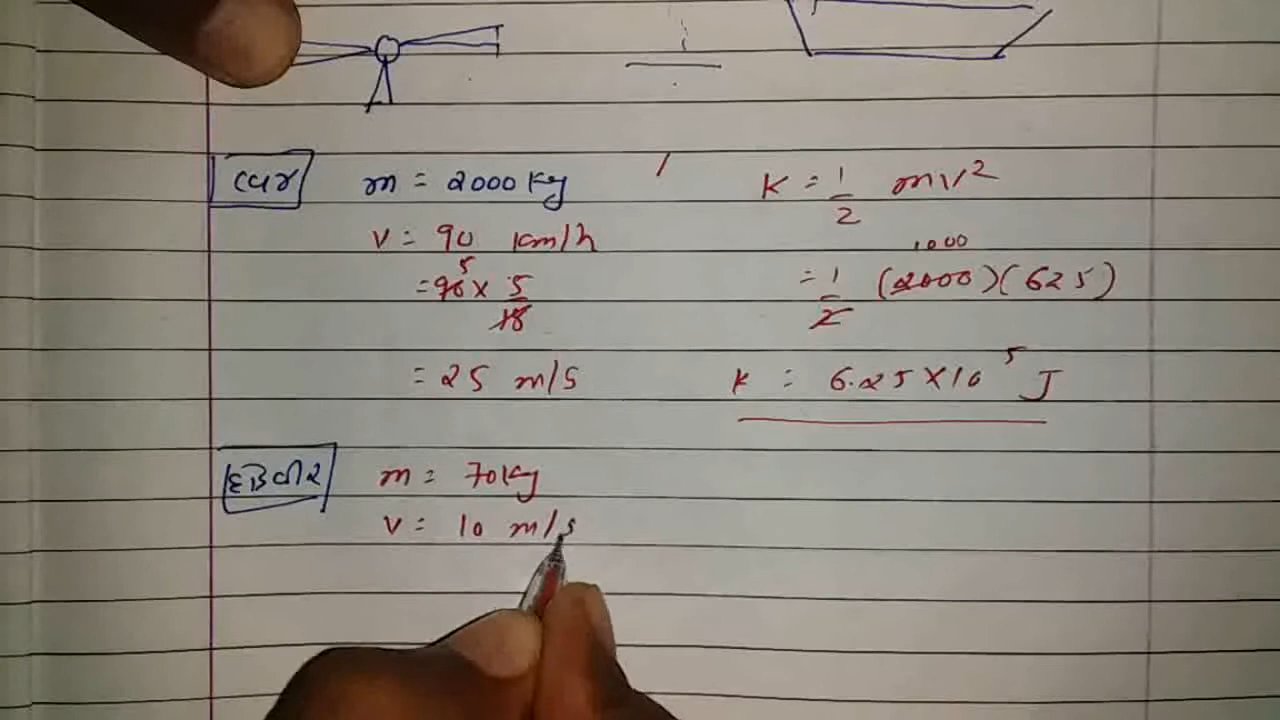 કાર m = 2000 kg K = 1/2 mv²
v = 90 km/h
1000
= 90 x 5/18 = 1/2 (2000)(625)
5
= 25 m/s K = 6.25 x 10⁵ J
m = 70 kg
v = 10 m/s